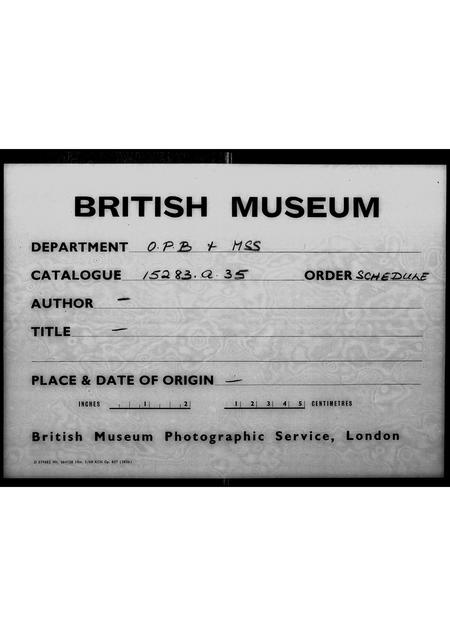 BRITISH MUSEUM
DEPARTMENT O.P.B + MSS
CATALOGUE 15283.a.35 ORDER SCHEDULE
AUTHOR —
TITLE —
PLACE & DATE OF ORIGIN —
INCHES 1 2 1 2 3 4 5 CENTIMETRES
British Museum Photographic Service, London